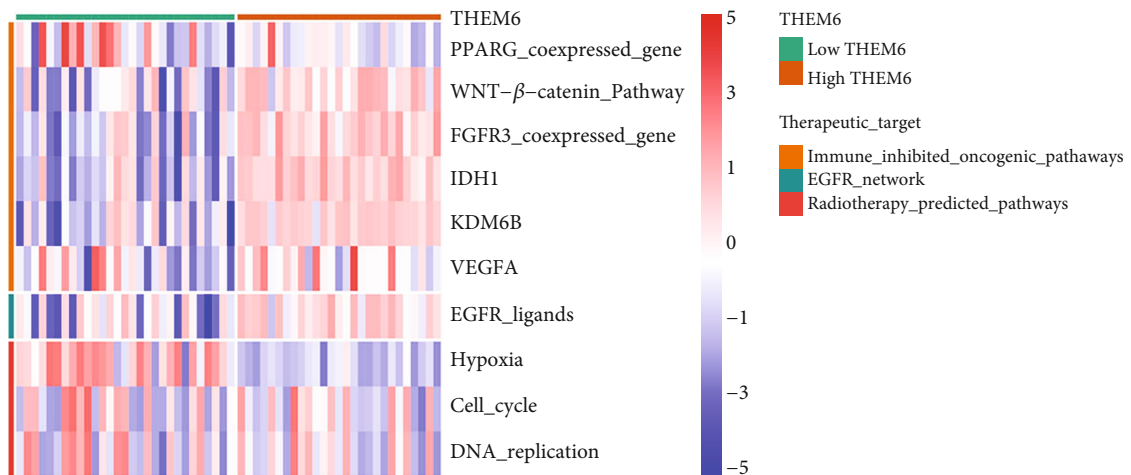 THEM6
PPARG_coexpressed_gene
WNT−β−catenin_Pathway
FGFR3_coexpressed_gene
IDH1
KDM6B
VEGFA
EGFR_ligands
Hypoxia
Cell_cycle
DNA_replication
5
3
1
0
−1
−3
−5
THEM6
Low THEM6
High THEM6
Therapeutic_target
Immune_inhibited_oncogenic_pathaways
EGFR_network
Radiotherapy_predicted_pathways